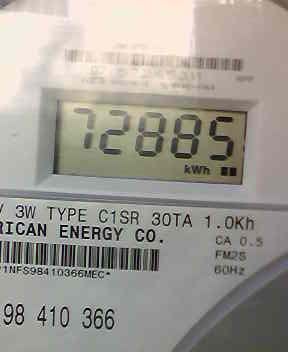 72885
kWh
V 3W TYPE C1SR 30TA 1.0Kh
RICAN ENERGY CO.
CA 0.5
FM2S
60Hz
1NFS98410366MEC*
98 410 366